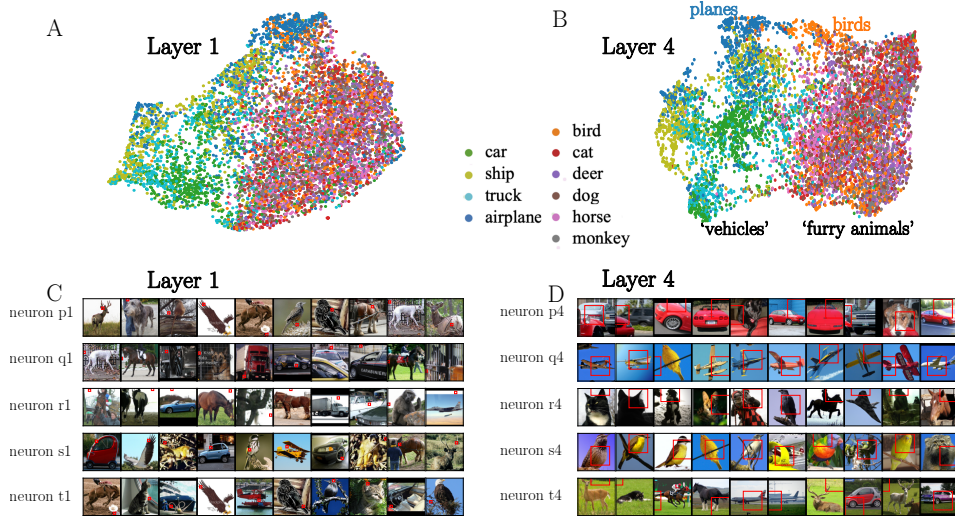 A
Layer 1
B
planes
birds
Layer 4
birds
'vehicles'
'furry animals'
car
ship
truck
airplane
bird
cat
deer
dog
horse
monkey
C
Layer 1
neuron p1
neuron q1
neuron r1
neuron s1
neuron t1
D
Layer 4
neuron p4
neuron q4
neuron r4
neuron s4
neuron t4